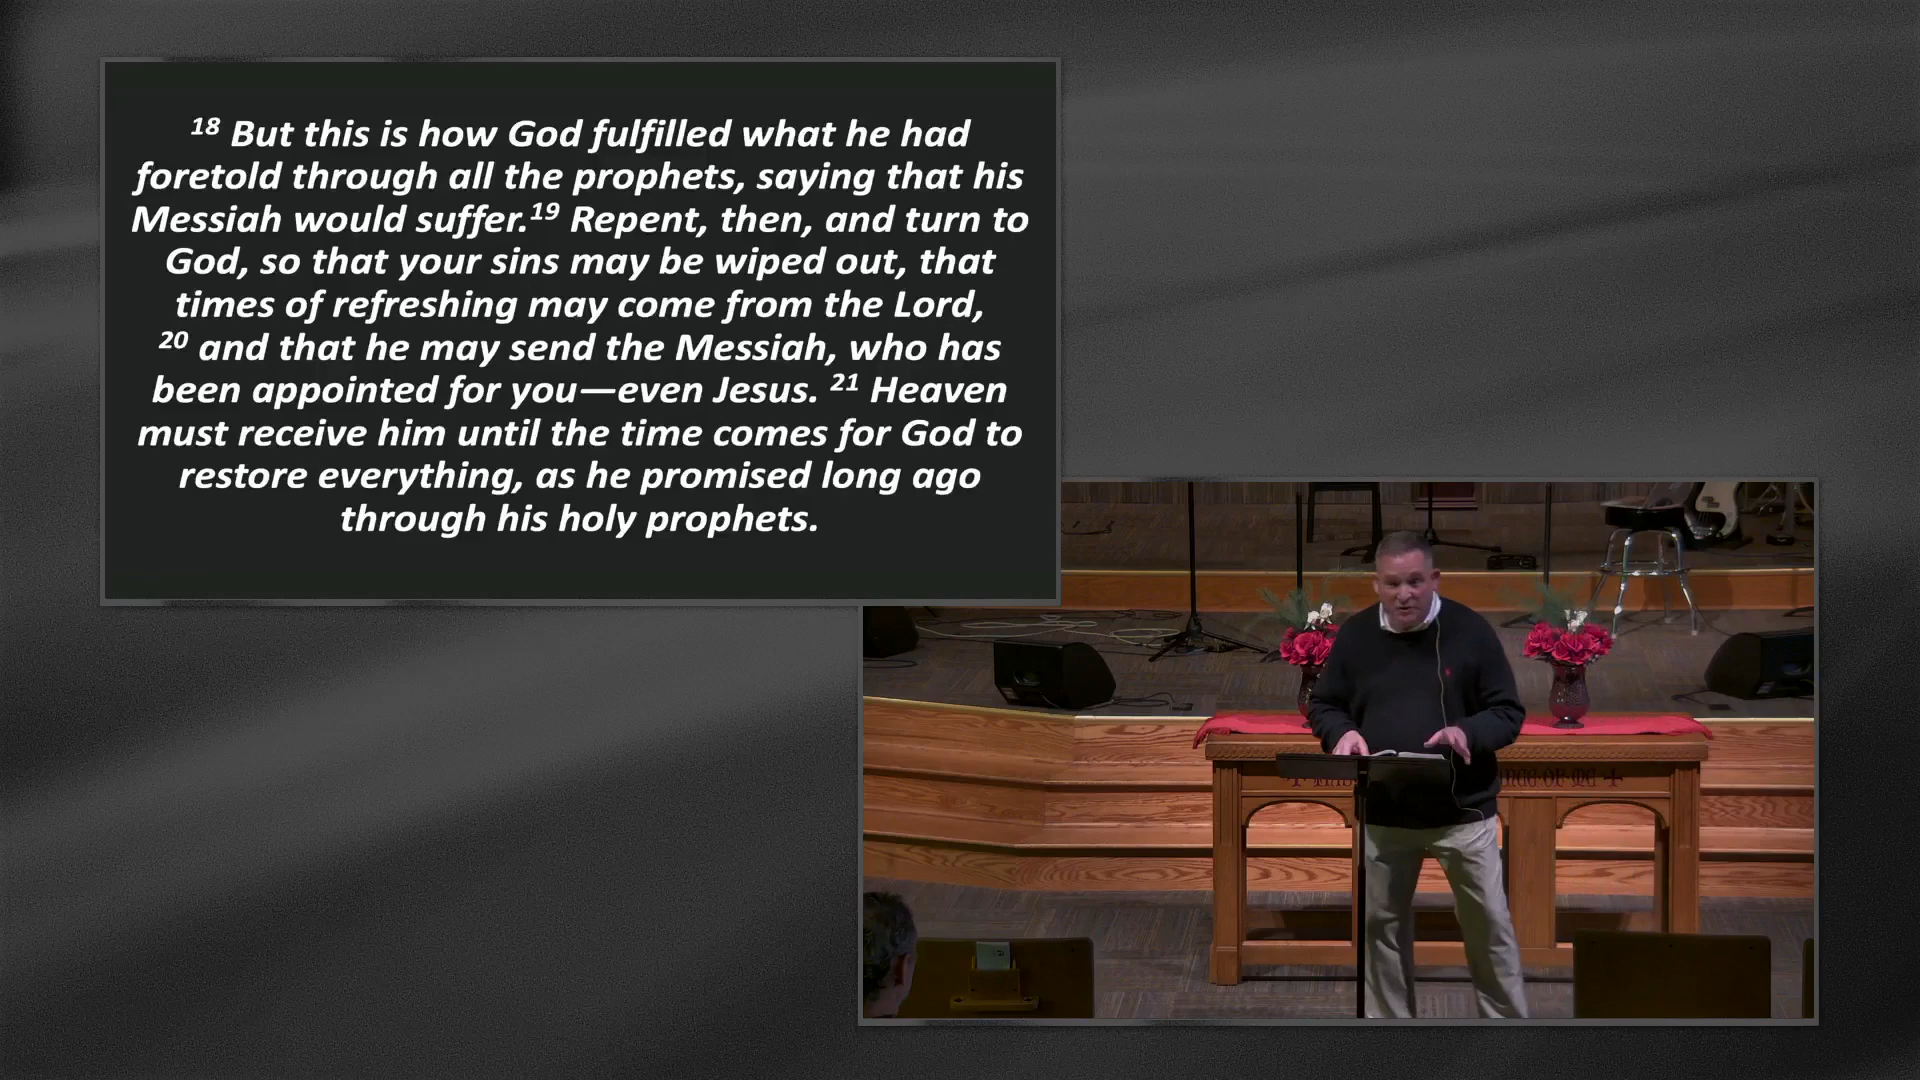 18 But this is how God fulfilled what he had
foretold through all the prophets, saying that his
Messiah would suffer.19 Repent, then, and turn to
God, so that your sins may be wiped out, that
times of refreshing may come from the Lord,
20 and that he may send the Messiah, who has
been appointed for you—even Jesus. 21 Heaven
must receive him until the time comes for God to
restore everything, as he promised long ago
through his holy prophets.
OF ME